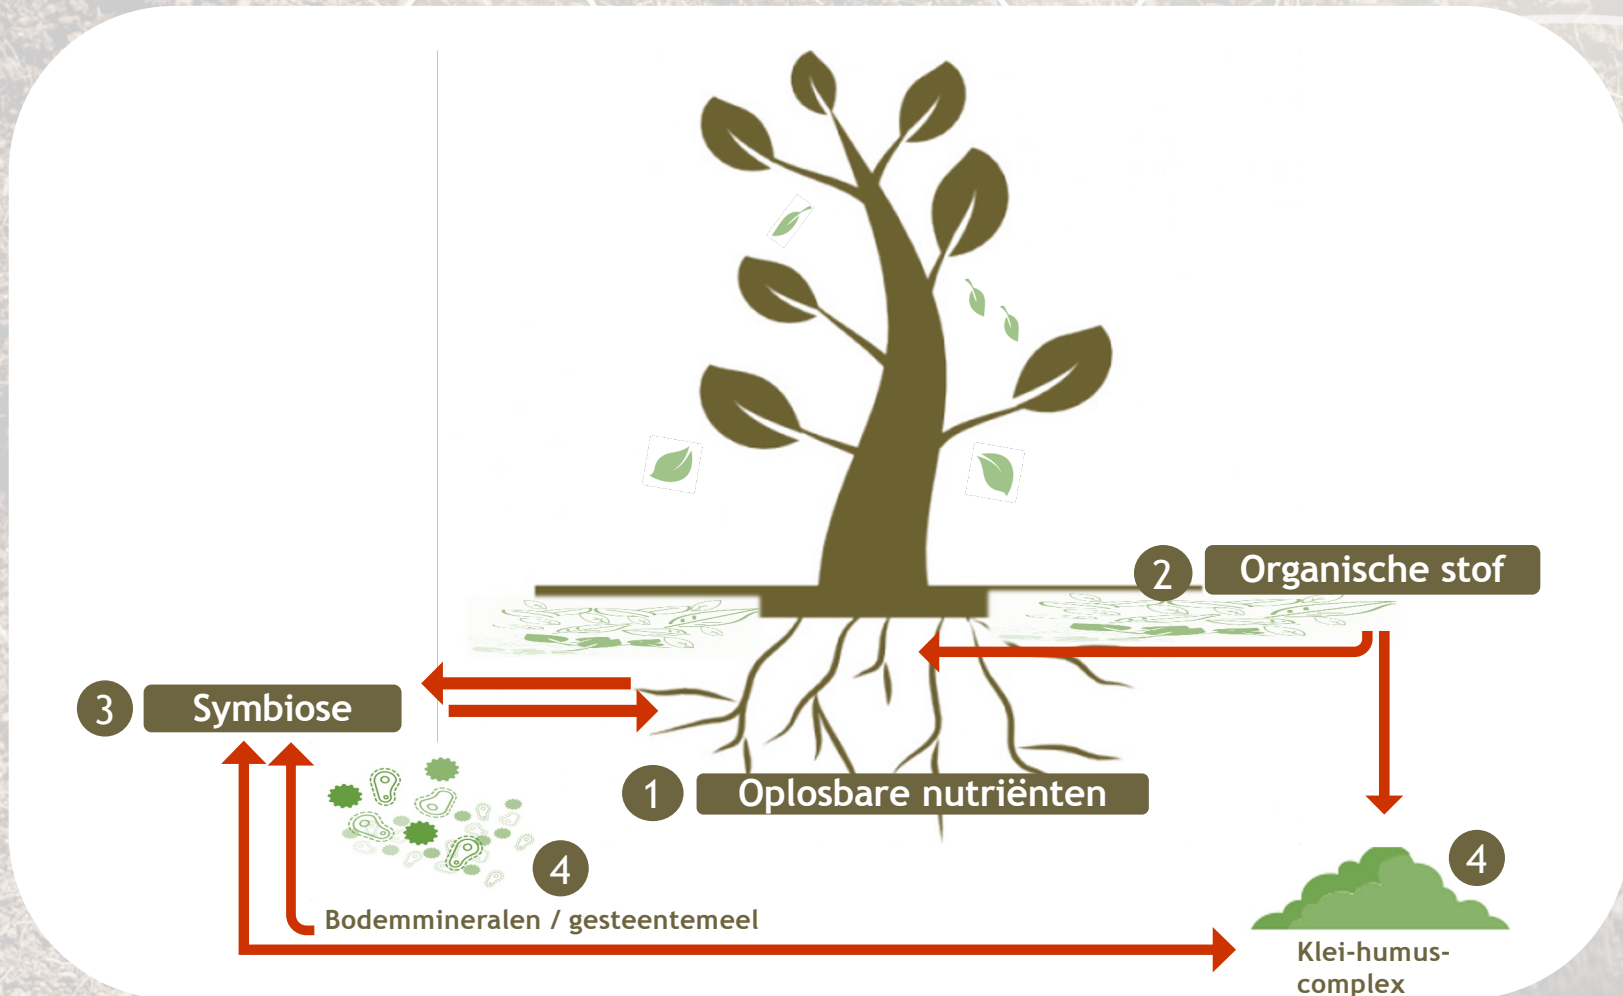 2 Organische stof
3 Symbiose
1 Oplosbare nutriënten
4
4
Bodemmineralen / gesteentemeel
Klei-humus-
complex